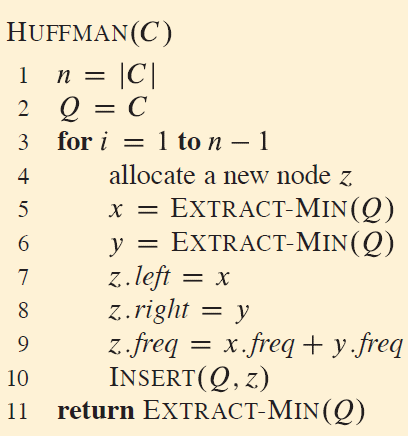 HUFFMAN(C)
1 n = |C|
2 Q = C
3 for i = 1 to n − 1
4 allocate a new node z
5 x = EXTRACT-MIN(Q)
6 y = EXTRACT-MIN(Q)
7 z.left = x
8 z.right = y
9 z.freq = x.freq + y.freq
10 INSERT(Q, z)
11 return EXTRACT-MIN(Q)